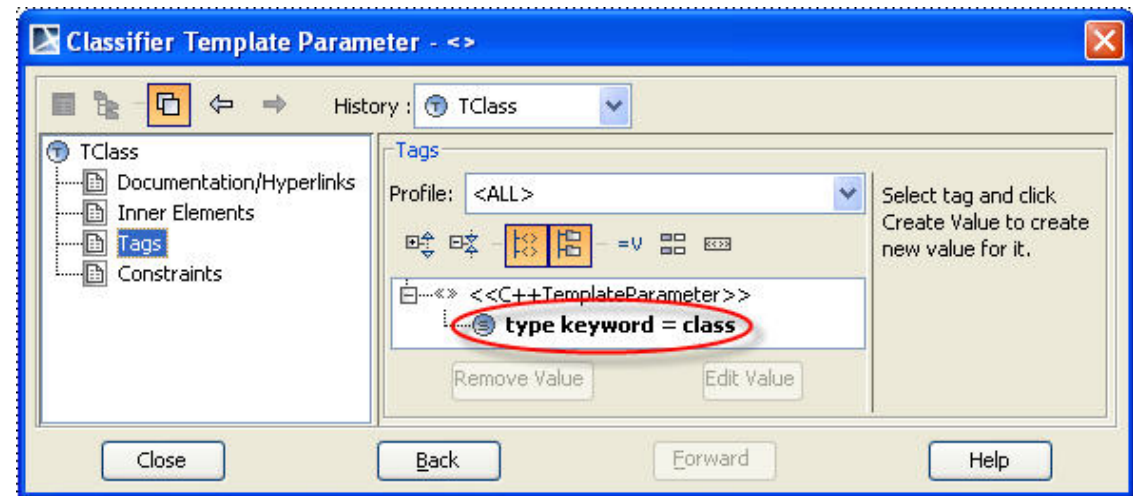 Classifier Template Parameter - <>
History : TClass
TClass
Documentation/Hyperlinks
Inner Elements
Tags
Constraints
Tags
Profile: <ALL>
=V
<<C++TemplateParameter>>
type keyword = class
Remove Value Edit Value
Select tag and click
Create Value to create
new value for it.
Close Back Forward Help